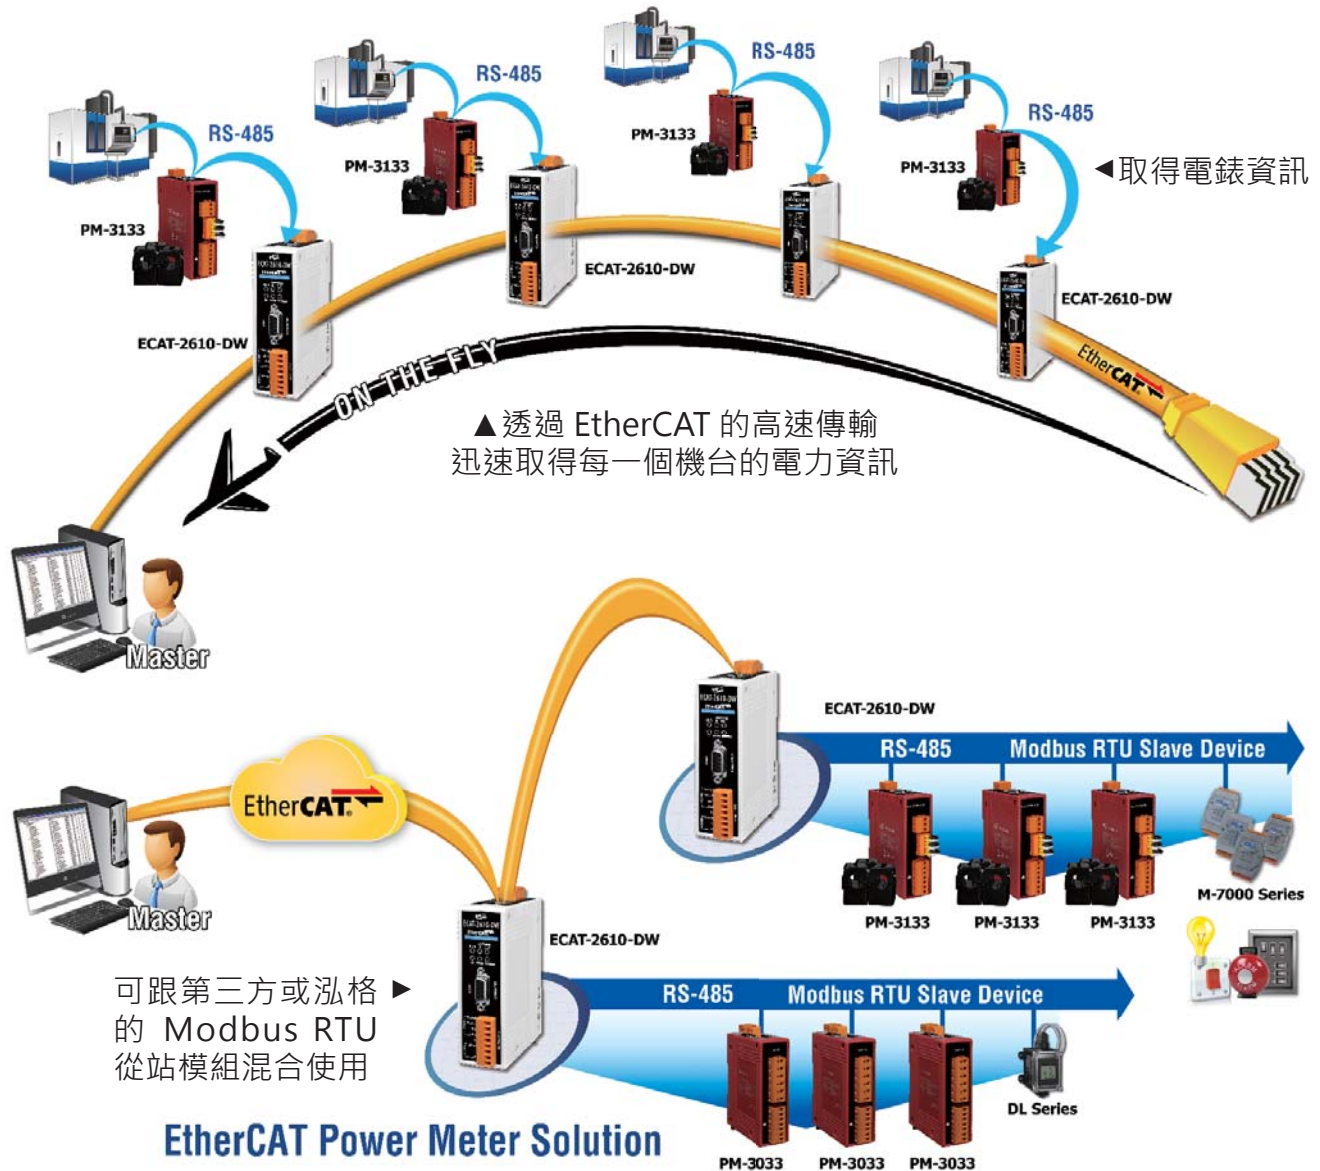 RS-485
RS-485
RS-485
RS-485
PM-3133
PM-3133
PM-3133
PM-3133
◀取得電錶資訊
ECAT-2610-DW
ECAT-2610-DW
ECAT-2610-DW
EtherCAT
ON THE FLY
▲透過 EtherCAT 的高速傳輸
迅速取得每一個機台的電力資訊
Master
ECAT-2610-DW
RS-485 Modbus RTU Slave Device
EtherCAT
PM-3133 PM-3133 PM-3133
M-7000 Series
Master
ECAT-2610-DW
可跟第三方或泓格 ▶
的 Modbus RTU
從站模組混合使用
RS-485 Modbus RTU Slave Device
DL Series
EtherCAT Power Meter Solution
PM-3033 PM-3033 PM-3033